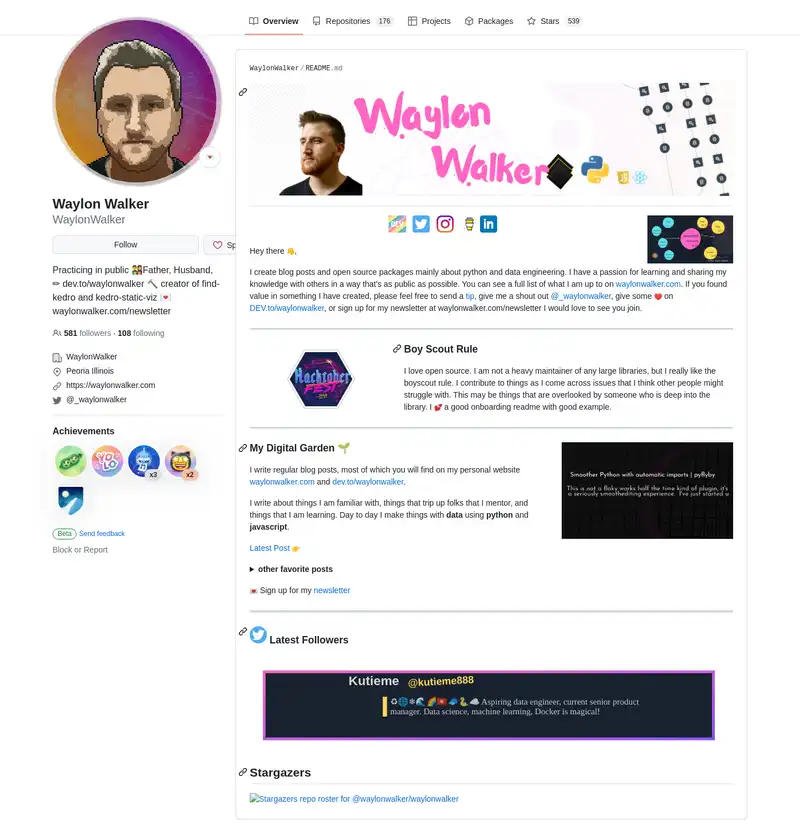 Overview
Repositories 176
Projects
Packages
Stars 539
Waylon Walker
WaylonWalker
Follow
Sp
Practicing in public 👨‍👩‍👧‍👧Father, Husband,
✏ dev.to/waylonwalker 🔨 creator of find-
kedro and kedro-static-viz 💌
waylonwalker.com/newsletter
581 followers · 108 following
WaylonWalker
Peoria Illinois
https://waylonwalker.com
@_waylonwalker
Achievements
YOLO
x3
x2
Beta Send feedback
Block or Report
WaylonWalker / README.md
Waylon
Walker
DEV
in
Hey there 👋,
I create blog posts and open source packages mainly about python and data engineering. I have a passion for learning and sharing my
knowledge with others in a way that's as public as possible. You can see a full list of what I am up to on waylonwalker.com. If you found
value in something I have created, please feel free to send a tip, give me a shout out @_waylonwalker, give some ❤️ on
DEV.to/waylonwalker, or sign up for my newsletter at waylonwalker.com/newsletter I would love to see you join.
Hacktober
FEST
Boy Scout Rule
I love open source. I am not a heavy maintainer of any large libraries, but I really like the
boyscout rule. I contribute to things as I come across issues that I think other people might
struggle with. This may be things that are overlooked by someone who is deep into the
library. I 💕 a good onboarding readme with good example.
My Digital Garden 🌱
I write regular blog posts, most of which you will find on my personal website
waylonwalker.com and dev.to/waylonwalker.
I write about things I am familiar with, things that trip up folks that I mentor, and
things that I am learning. Day to day I make things with data using python and
javascript.
Latest Post 👉
▶ other favorite posts
💌 Sign up for my newsletter
Smoother Python with automatic imports | pyflyby
This is not a flaky works half the time kind of plugin, it's
a seriously smoothediting experience. I've just started u
Latest Followers
Kutieme @kutieme888
♻🌐❄🌊🌈🇻🇳🧢🐍☁️ Aspiring data engineer, current senior product
manager. Data science, machine learning, Docker is magical!
Stargazers
Stargazers repo roster for @waylonwalker/waylonwalker